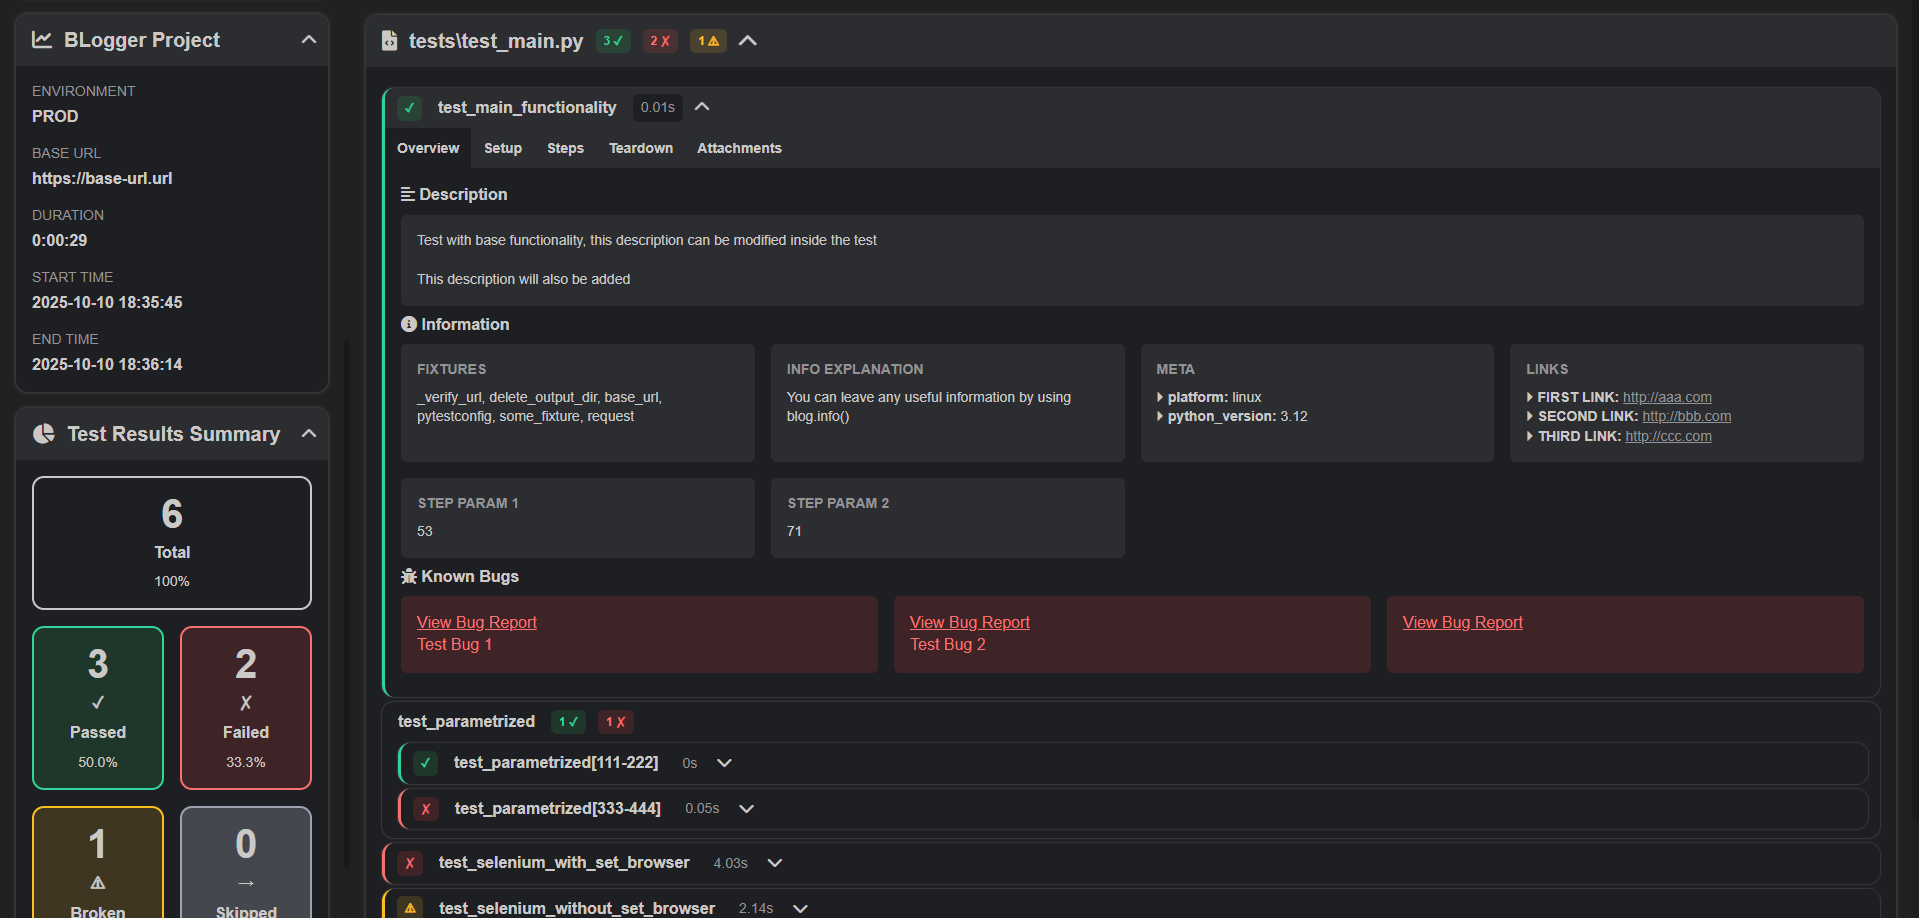 BLogger Project
ENVIRONMENT
PROD
BASE URL
https://base-url.url
DURATION
0:00:29
START TIME
2025-10-10 18:35:45
END TIME
2025-10-10 18:36:14
Test Results Summary
6
Total
100%
3
✓
Passed
50.0%
2
✗
Failed
33.3%
1
⚠
Broken
0
→
Skipped
tests\test_main.py 3✓ 2✗ 1⚠
✓ test_main_functionality 0.01s
Overview Setup Steps Teardown Attachments
Description
Test with base functionality, this description can be modified inside the test
This description will also be added
Information
FIXTURES
_verify_url, delete_output_dir, base_url,
pytestconfig, some_fixture, request
INFO EXPLANATION
You can leave any useful information by using
blog.info()
META
platform: linux
python_version: 3.12
LINKS
FIRST LINK: http://aaa.com
SECOND LINK: http://bbb.com
THIRD LINK: http://ccc.com
STEP PARAM 1
53
STEP PARAM 2
71
Known Bugs
View Bug Report
Test Bug 1
View Bug Report
Test Bug 2
View Bug Report
test_parametrized 1✓ 1✗
✓ test_parametrized[111-222] 0s
✗ test_parametrized[333-444] 0.05s
✗ test_selenium_with_set_browser 4.03s
⚠ test_selenium_without_set_browser 2.14s